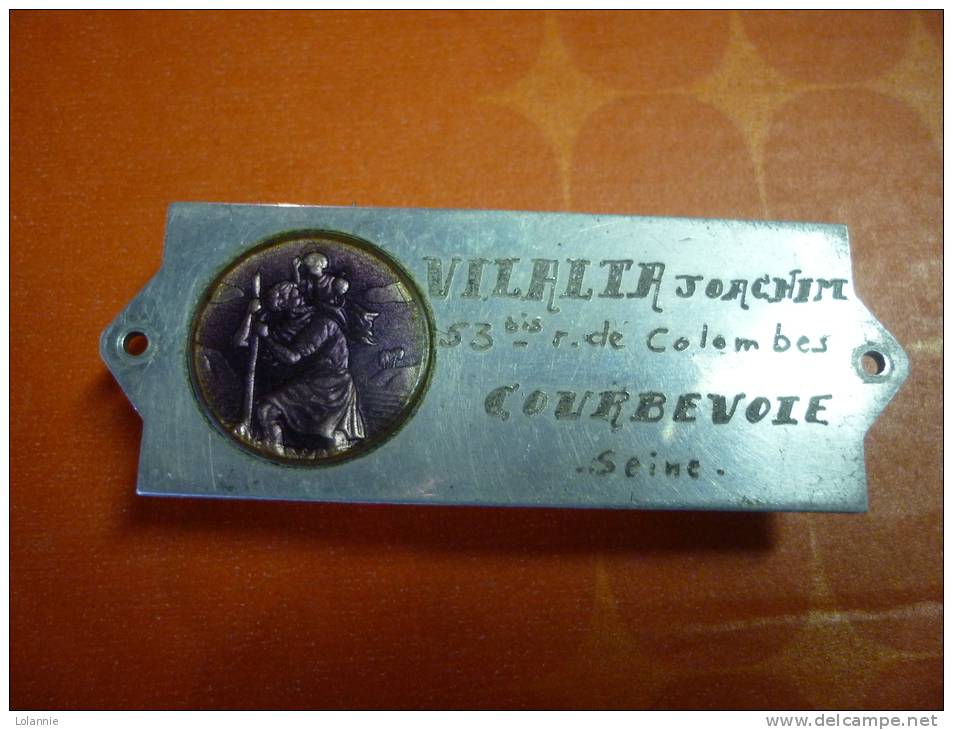 VILALTA JOACHIM
53 bis r. de Colombes
COURBEVOIE
. Seine .
Lolannie
www.delcampe.net